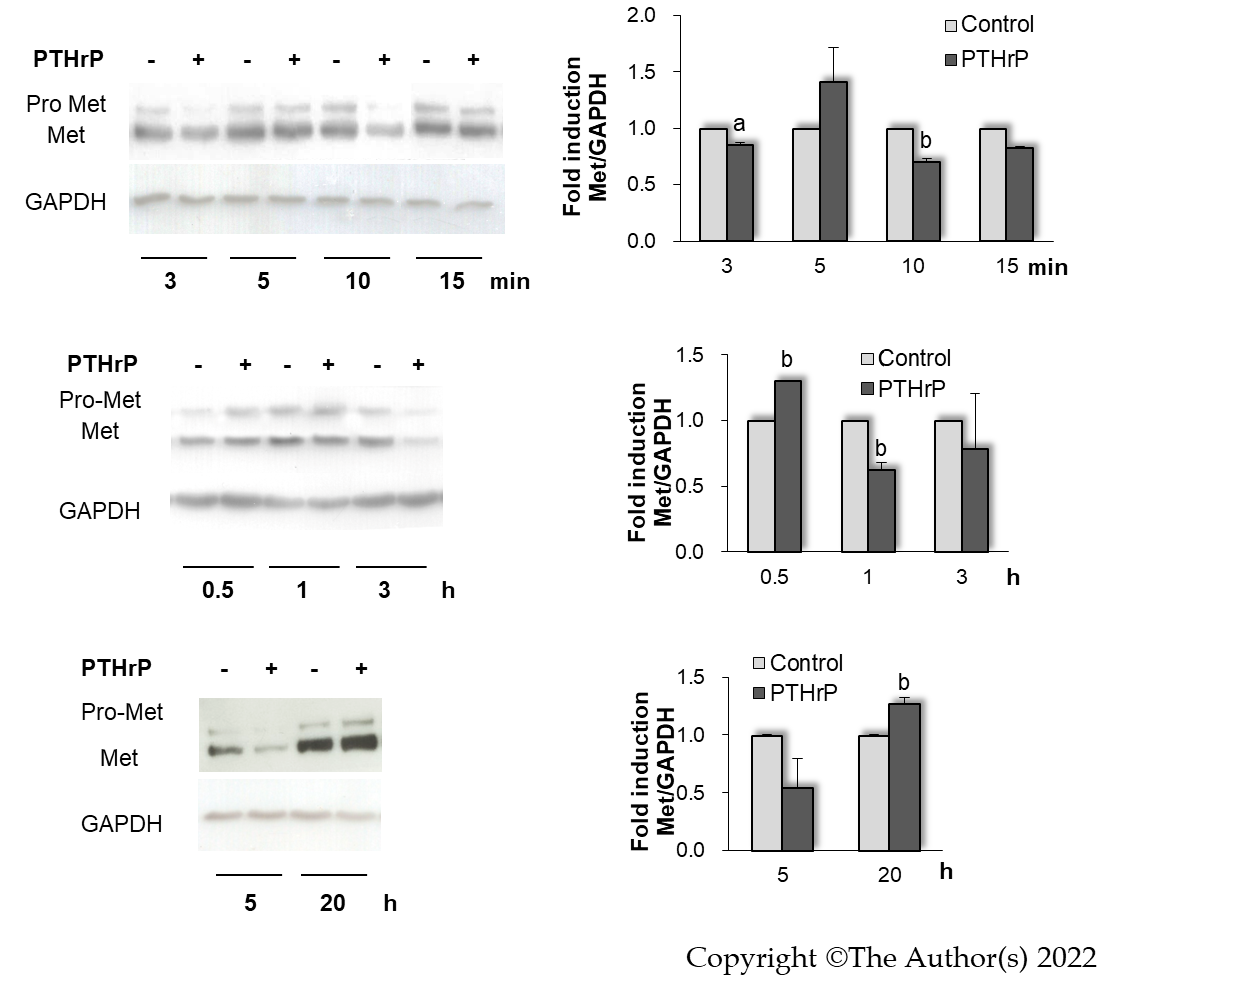 PTHrP - + - + - + - +
Pro Met
Met
GAPDH
3 5 10 15 min
2.0
1.5
1.0
0.5
0.0
Fold induction
Met/GAPDH
Control
PTHrP
a
b
3 5 10 15 min
PTHrP - + - + - +
Pro-Met
Met
GAPDH
0.5 1 3 h
1.5
1.0
0.5
0.0
Fold induction
Met/GAPDH
Control
PTHrP
b
b
0.5 1 3 h
PTHrP - + - +
Pro-Met
Met
GAPDH
5 20 h
1.5
1.0
0.5
0.0
Fold induction
Met/GAPDH
Control
PTHrP
b
5 20 h
Copyright ©The Author(s) 2022